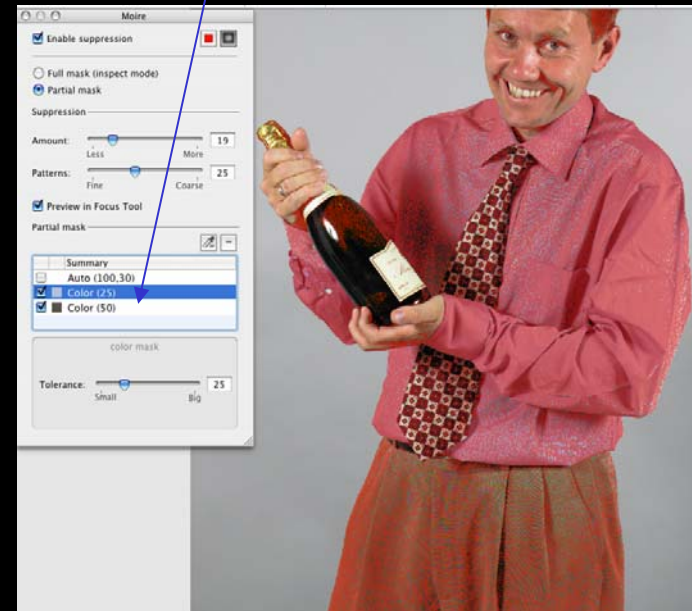 Moire
Enable suppression
Full mask (inspect mode)
Partial mask
Suppression
Amount: 19
Less More
Patterns: 25
Fine Coarse
Preview in Focus Tool
Partial mask
Summary
Auto (100,30)
Color (25)
Color (50)
color mask
Tolerance: 25
Small Big